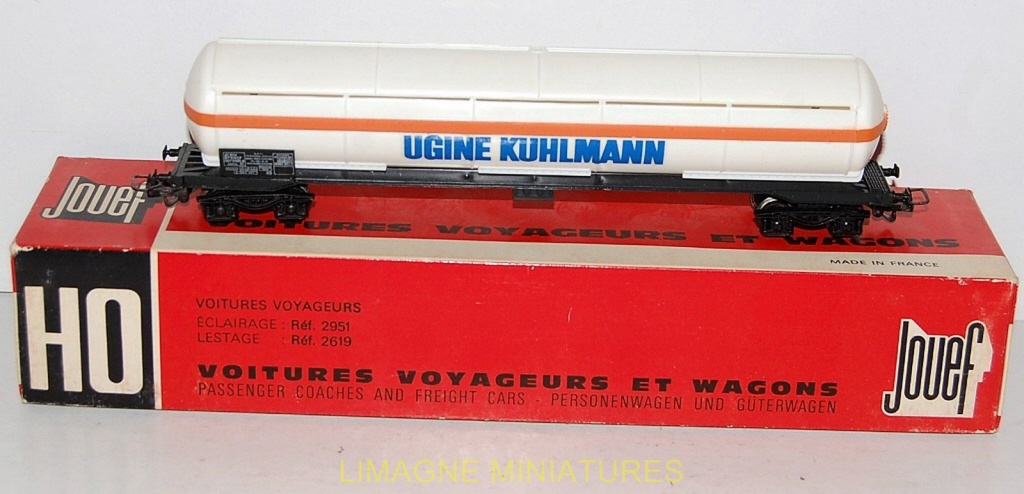 UGINE KUHLMANN
Jouef
VOITURES VOYAGEURS ET WAGONS
MADE IN FRANCE
HO
VOITURES VOYAGEURS
ÉCLAIRAGE : Réf. 2951
LESTAGE : Réf. 2619
VOITURES VOYAGEURS ET WAGONS
PASSENGER COACHES AND FREIGHT CARS - PERSONENWAGEN UND GÜTERWAGEN
Jouef
LIMAGNE MINIATURES